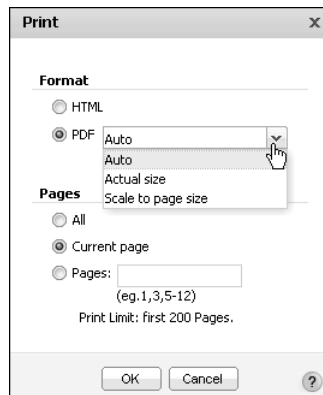 Print x
Format
HTML
PDF Auto
Auto
Actual size
Scale to page size
Pages
All
Current page
Pages:
(eg.1,3,5-12)
Print Limit: first 200 Pages.
OK Cancel ?